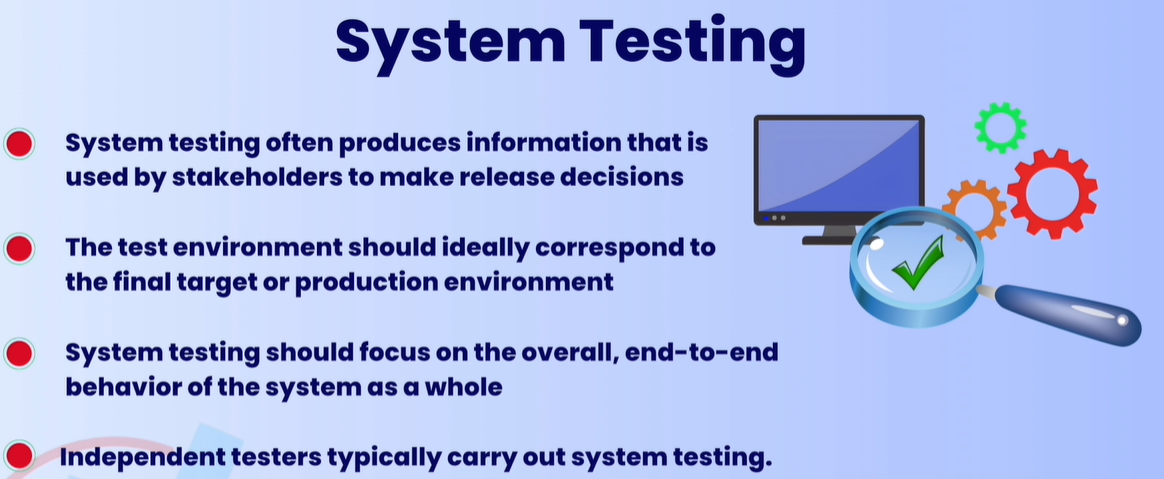 System Testing
System testing often produces information that is
used by stakeholders to make release decisions
The test environment should ideally correspond to
the final target or production environment
System testing should focus on the overall, end-to-end
behavior of the system as a whole
Independent testers typically carry out system testing.